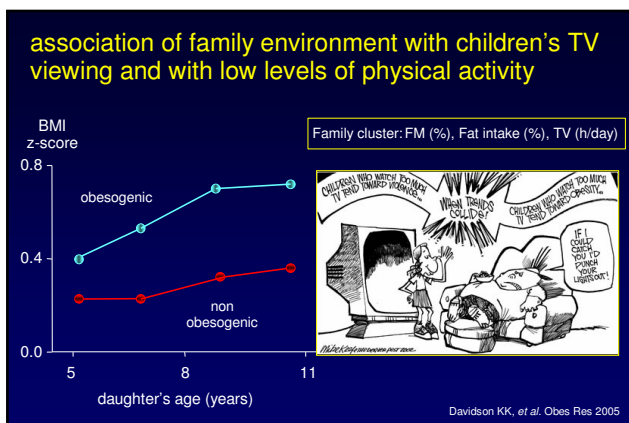 association of family environment with children's TV
viewing and with low levels of physical activity
BMI
z-score
Family cluster: FM (%), Fat intake (%), TV (h/day)
0.8
obesogenic
0.4
non
obesogenic
0.0
5
8
11
daughter's age (years)
CHILDREN WHO WATCH TOO MUCH
TV TEND TOWARD VIOLENCE...
WHEN TRENDS
COLLIDE!
CHILDREN WHO WATCH TOO MUCH
TV TEND TOWARD OBESITY...
IF I
COULD
CATCH
YOU I'D
PUNCH
YOUR
LIGHTS OUT!
Davidson KK, et al. Obes Res 2005